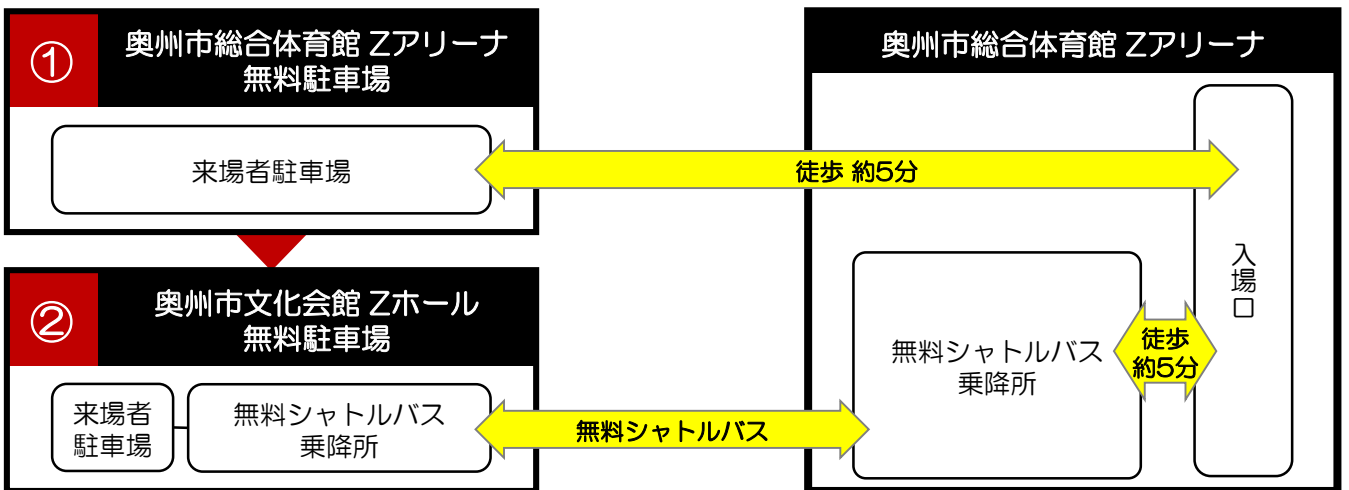 ①
奥州市総合体育館 Zアリーナ
無料駐車場
来場者駐車場
徒歩 約5分
奥州市総合体育館 Zアリーナ
入場口
②
奥州市文化会館 Zホール
無料駐車場
来場者
駐車場
無料シャトルバス
乗降所
無料シャトルバス
無料シャトルバス
乗降所
徒歩
約5分